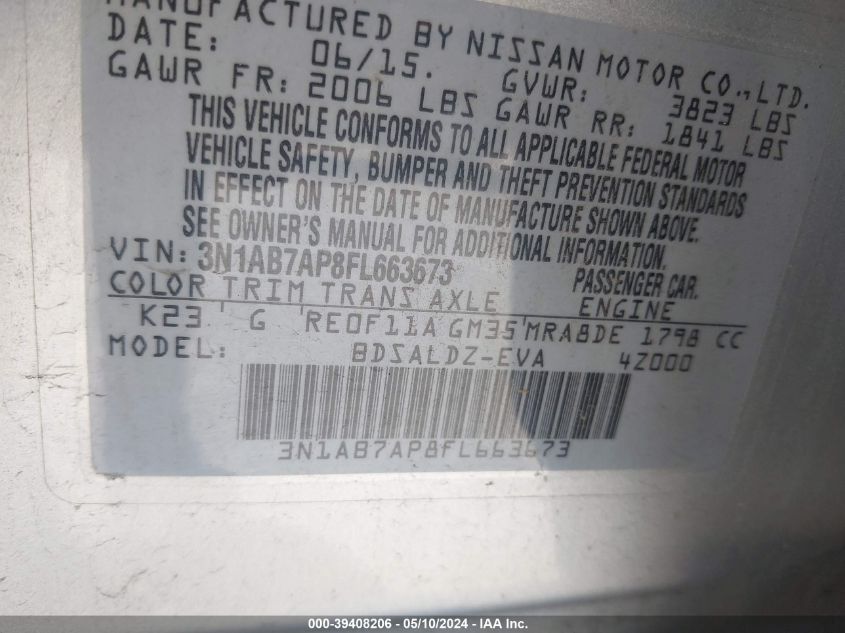 MANUFACTURED BY NISSAN MOTOR CO., LTD.
DATE: 06/15. GVWR: 3823 LBS
GAWR FR: 2006 LBS GAWR RR: 1841 LBS
THIS VEHICLE CONFORMS TO ALL APPLICABLE FEDERAL MOTOR
VEHICLE SAFETY, BUMPER AND THEFT PREVENTION STANDARDS
IN EFFECT ON THE DATE OF MANUFACTURE SHOWN ABOVE.
SEE OWNER'S MANUAL FOR ADDITIONAL INFORMATION.
VIN: 3N1AB7AP8FL663673 PASSENGER CAR.
COLOR TRIM TRANS AXLE ENGINE
K23 G RE0F11A GM35 MRA8DE 1798 CC
MODEL: BDSALDZ-EVA 4Z000
3N1AB7AP8FL663673
000-39408206 - 05/10/2024 - IAA Inc.